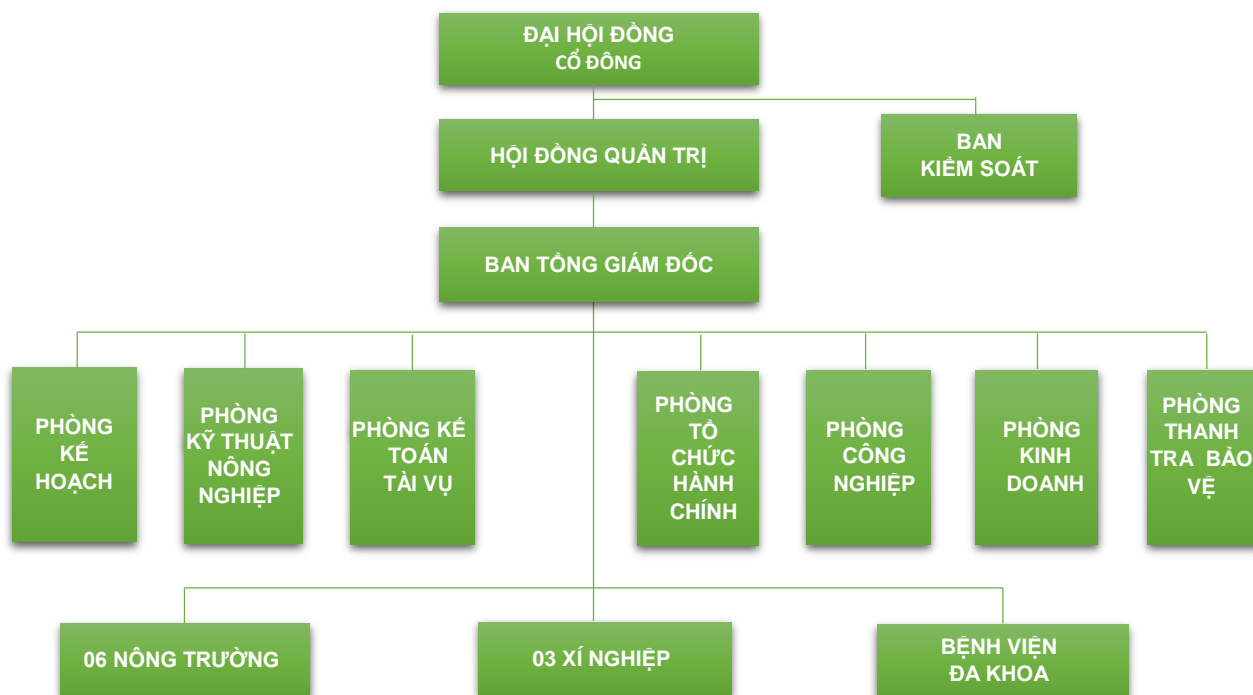 ĐẠI HỘI ĐỒNG
CỔ ĐÔNG
HỘI ĐỒNG QUẢN TRỊ
BAN
KIỂM SOÁT
BAN TỔNG GIÁM ĐỐC
PHÒNG
KẾ
HOẠCH
PHÒNG
KỸ THUẬT
NÔNG
NGHIỆP
PHÒNG KẾ
TOÁN
TÀI VỤ
PHÒNG
TỔ
CHỨC
HÀNH
CHÍNH
PHÒNG
CÔNG
NGHIỆP
PHÒNG
KINH
DOANH
PHÒNG
THANH
TRA BẢO
VỆ
06 NÔNG TRƯỜNG
03 XÍ NGHIỆP
BỆNH VIỆN
ĐA KHOA